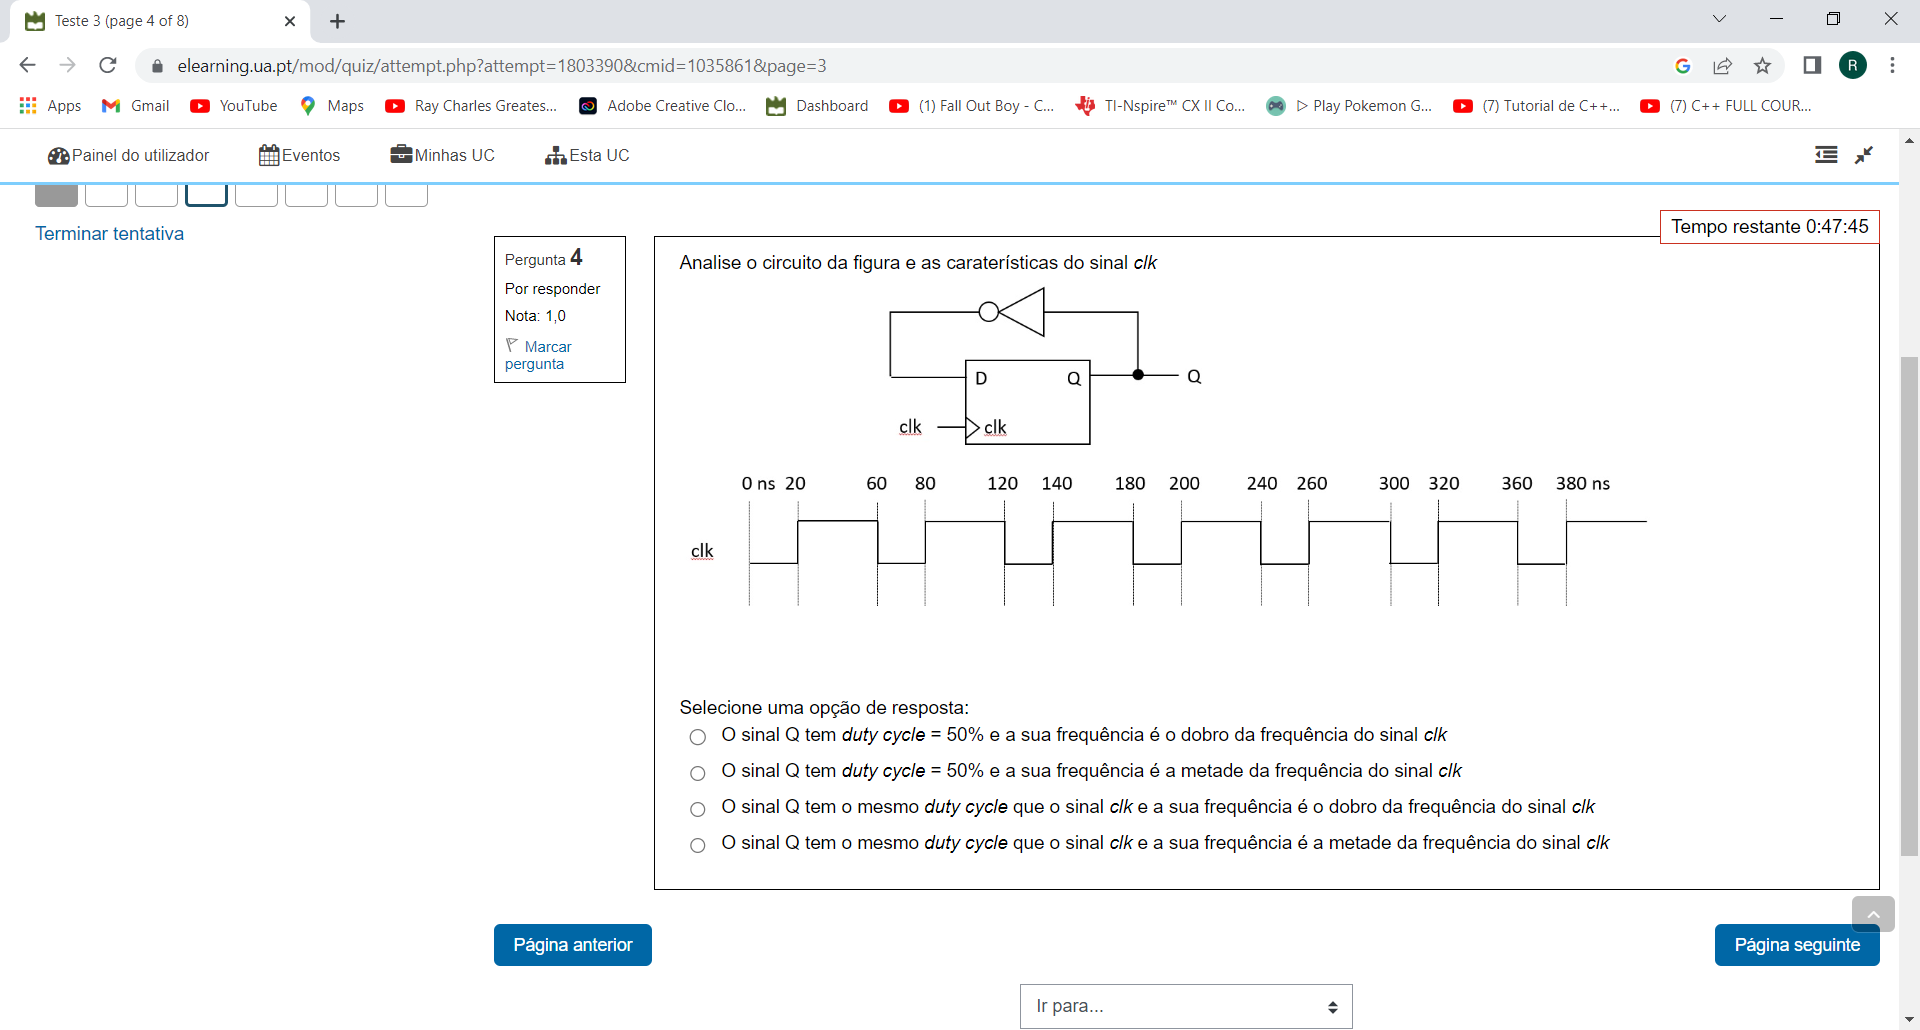 Teste 3 (page 4 of 8)
elearning.ua.pt/mod/quiz/attempt.php?attempt=1803390&cmid=1035861&page=3
R
Apps Gmail YouTube Maps Ray Charles Greates... Adobe Creative Clo... Dashboard (1) Fall Out Boy - C... TI-Nspire™ CX II Co... ▷ Play Pokemon G... (7) Tutorial de C++... (7) C++ FULL COUR...
Painel do utilizador Eventos Minhas UC Esta UC
Terminar tentativa
Tempo restante 0:47:45
Pergunta 4
Por responder
Nota: 1,0
Marcar
pergunta
Analise o circuito da figura e as caraterísticas do sinal clk
D Q Q
clk clk
0 ns 20 60 80 120 140 180 200 240 260 300 320 360 380 ns
clk
Selecione uma opção de resposta:
O sinal Q tem duty cycle = 50% e a sua frequência é o dobro da frequência do sinal clk
O sinal Q tem duty cycle = 50% e a sua frequência é a metade da frequência do sinal clk
O sinal Q tem o mesmo duty cycle que o sinal clk e a sua frequência é o dobro da frequência do sinal clk
O sinal Q tem o mesmo duty cycle que o sinal clk e a sua frequência é a metade da frequência do sinal clk
Página anterior Página seguinte
Ir para...